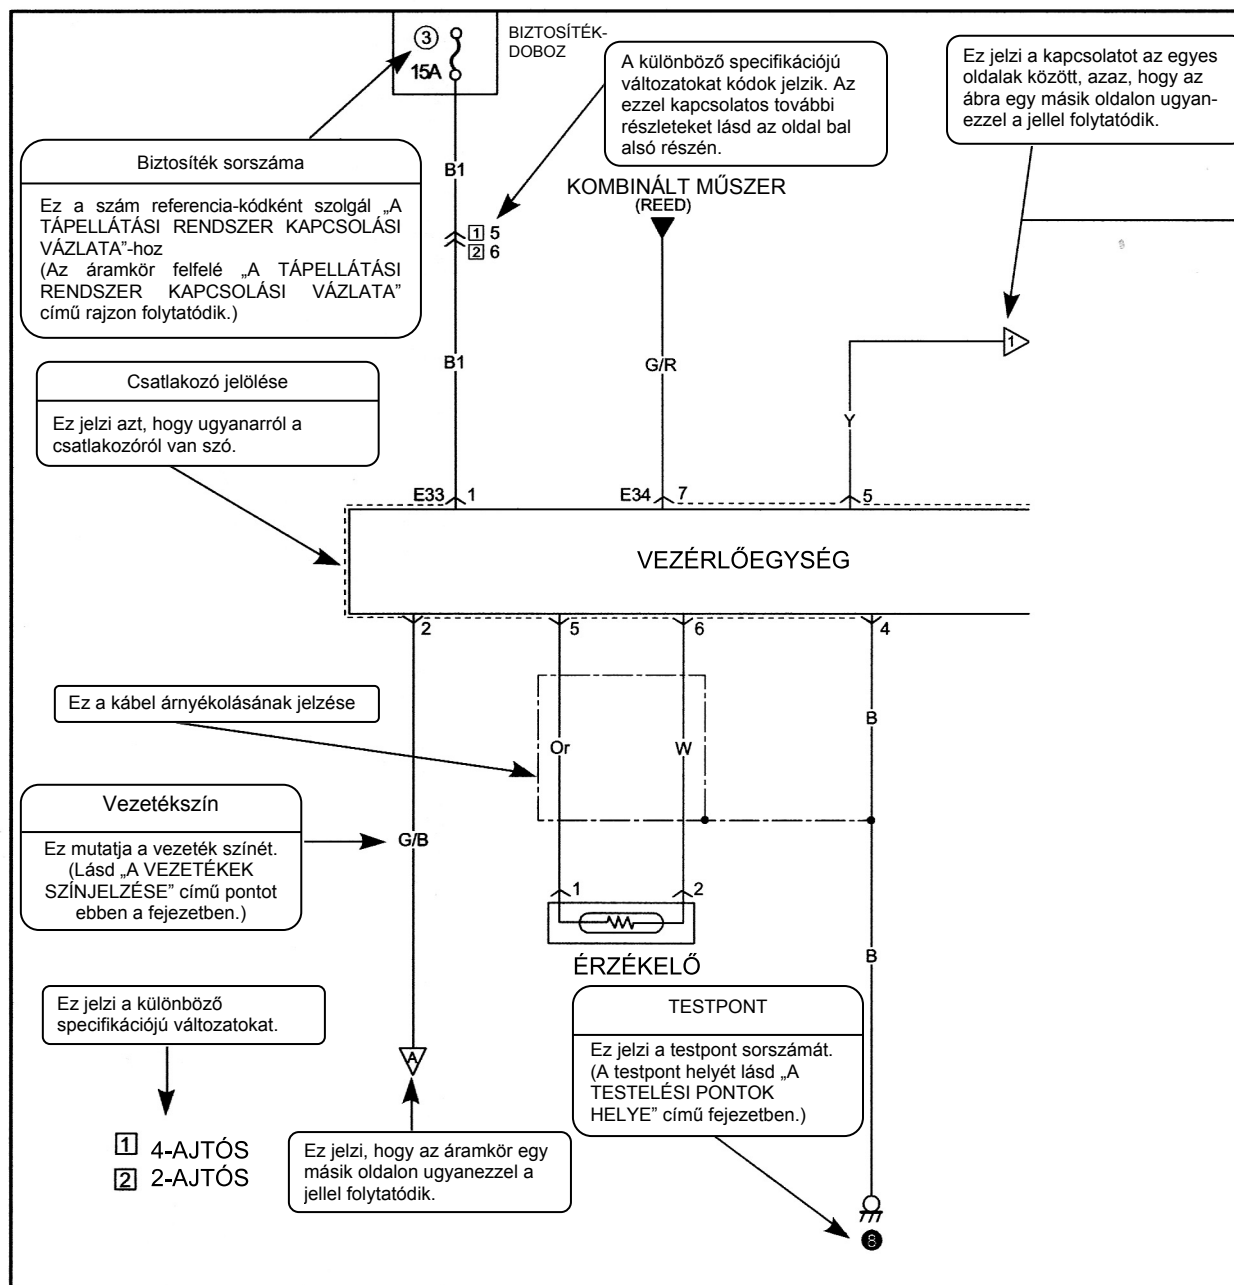 3
15A
BIZTOSÍTÉK-
DOBOZ
A különböző specifikációjú
változatokat kódok jelzik. Az
ezzel kapcsolatos további
részleteket lásd az oldal bal
alsó részén.
Ez jelzi a kapcsolatot az egyes
oldalak között, azaz, hogy az
ábra egy másik oldalon ugyan-
ezzel a jellel folytatódik.
Biztosíték sorszáma
Ez a szám referencia-kódként szolgál „A
TÁPELLÁTÁSI RENDSZER KAPCSOLÁSI
VÁZLATA”-hoz
(Az áramkör felfelé „A TÁPELLÁTÁSI
RENDSZER KAPCSOLÁSI VÁZLATA”
című rajzon folytatódik.)
B1
KOMBINÁLT MŰSZER
(REED)
1 5
2 6
1
B1
G/R
Csatlakozó jelölése
Ez jelzi azt, hogy ugyanarról a
csatlakozóról van szó.
Y
E33 1
E34 7
5
VEZÉRLŐEGYSÉG
2
5
6
4
Ez a kábel árnyékolásának jelzése
B
Or
W
Vezetékszín
Ez mutatja a vezeték színét.
(Lásd „A VEZETÉKEK
SZÍNJELZÉSE” című pontot
ebben a fejezetben.)
G/B
1
2
ÉRZÉKELŐ
B
Ez jelzi a különböző
specifikációjú változatokat.
TESTPONT
Ez jelzi a testpont sorszámát.
(A testpont helyét lásd „A
TESTELÉSI PONTOK
HELYE” című fejezetben.)
A
1 4-AJTÓS
2 2-AJTÓS
Ez jelzi, hogy az áramkör egy
másik oldalon ugyanezzel a
jellel folytatódik.
8